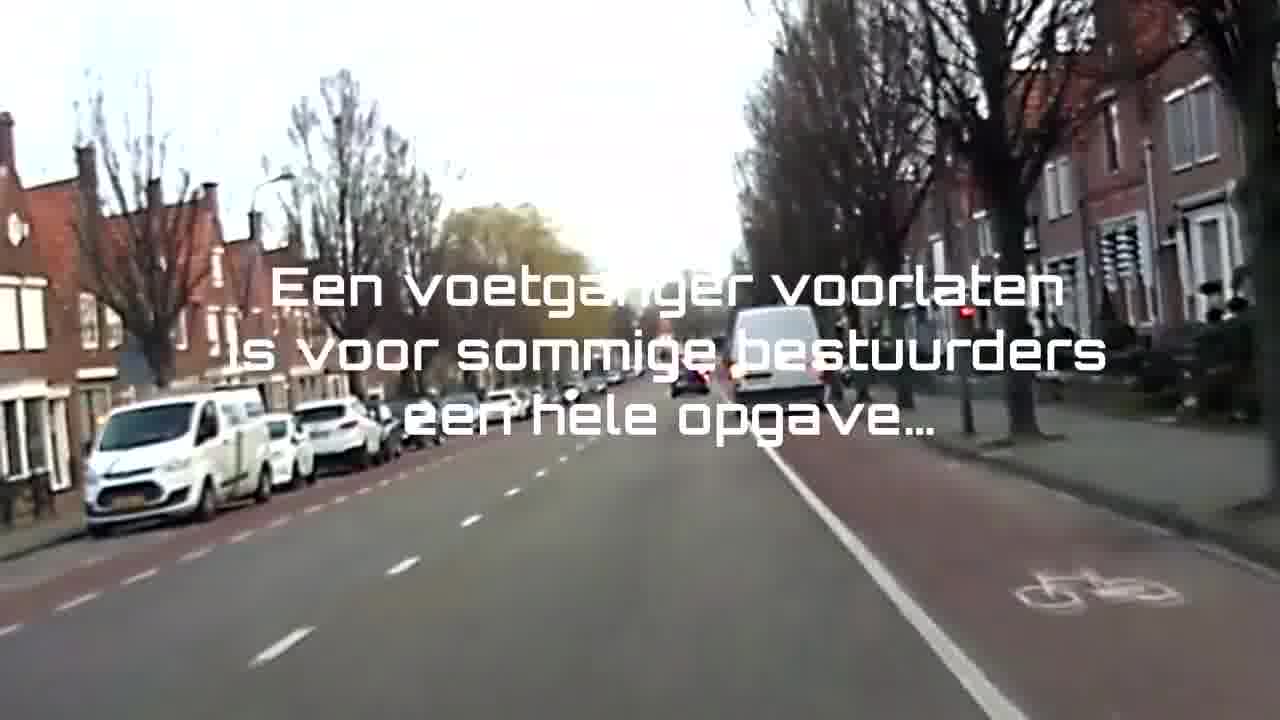 Een voetganger voorlaten
is voor sommige bestuurders
een hele opgave...